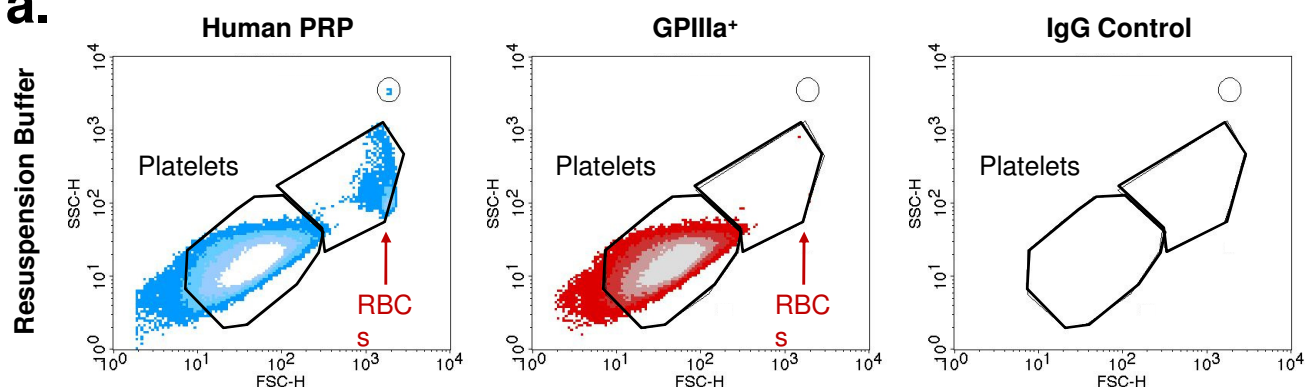 a.
Human PRP
GPIIIa⁺
IgG Control
Resuspension Buffer
SSC-H
10⁴
10³
10²
10¹
10⁰
Platelets
RBC
s
10⁰ 10¹ 10² 10³ 10⁴
FSC-H
SSC-H
10⁴
10³
10²
10¹
10⁰
Platelets
RBC
s
10⁰ 10¹ 10² 10³ 10⁴
FSC-H
SSC-H
10⁴
10³
10²
10¹
10⁰
Platelets
10⁰ 10¹ 10² 10³ 10⁴
FSC-H